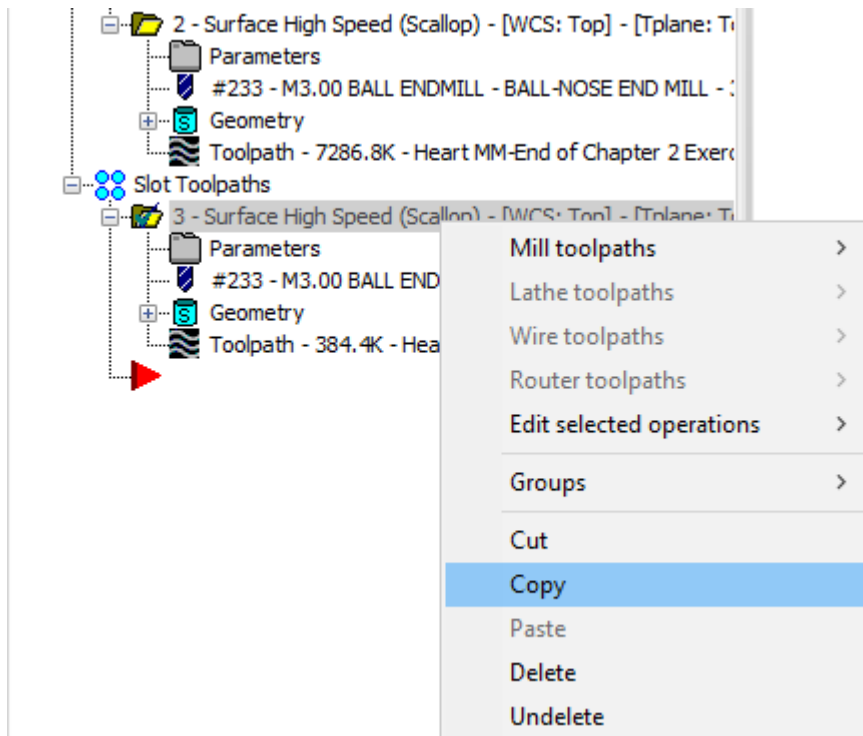 2 - Surface High Speed (Scallop) - [WCS: Top] - [Tplane: T
Parameters
#233 - M3.00 BALL ENDMILL - BALL-NOSE END MILL -
Geometry
Toolpath - 7286.8K - Heart MM-End of Chapter 2 Exer
Slot Toolpaths
3 - Surface High Speed (Scallop) - [WCS: Top] - [Tplane: T
Parameters
#233 - M3.00 BALL END
Geometry
Toolpath - 384.4K - Hea
Mill toolpaths
Lathe toolpaths
Wire toolpaths
Router toolpaths
Edit selected operations
Groups
Cut
Copy
Paste
Delete
Undelete